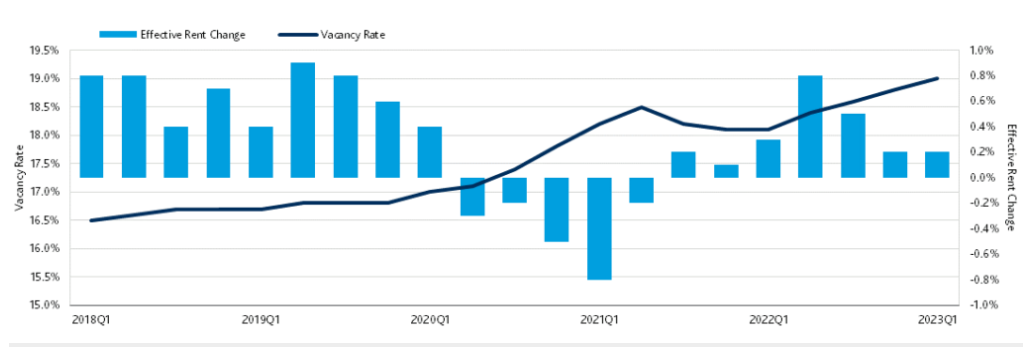 Effective Rent Change Vacancy Rate
19.5% 1.0%
19.0% 0.8%
18.5% 0.6%
18.0% 0.4%
17.5% 0.2%
17.0% 0.0%
16.5% -0.2%
16.0% -0.4%
15.5% -0.6%
15.0% -0.8%
-1.0%
Vacancy Rate
Effective Rent Change
2018Q1 2019Q1 2020Q1 2021Q1 2022Q1 2023Q1